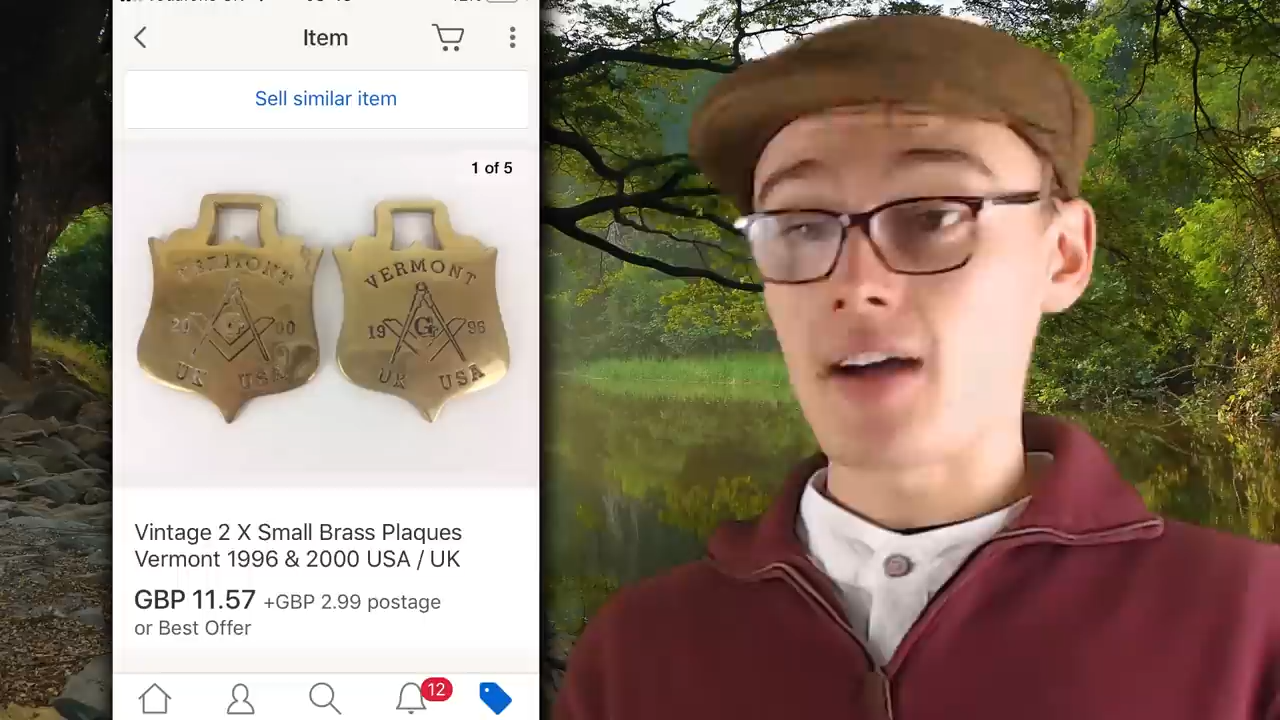 Item
Sell similar item
1 of 5
VERMONT
20 G 00
UK USA
VERMONT
19 G 96
UK USA
Vintage 2 X Small Brass Plaques
Vermont 1996 & 2000 USA / UK
GBP 11.57 +GBP 2.99 postage
or Best Offer
12